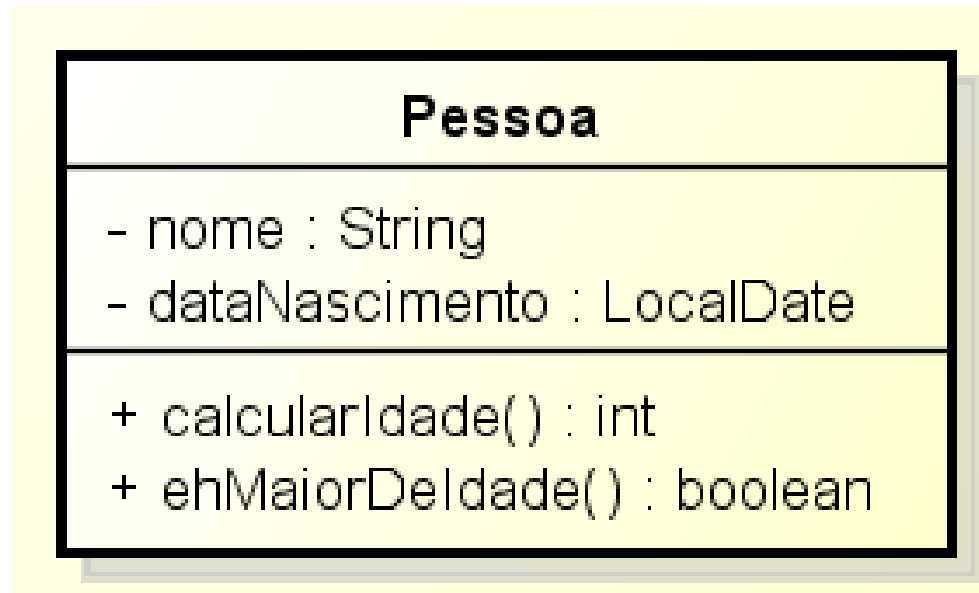 Pessoa
- nome : String
- dataNascimento : LocalDate
+ calcularIdade() : int
+ ehMaiorDeIdade() : boolean